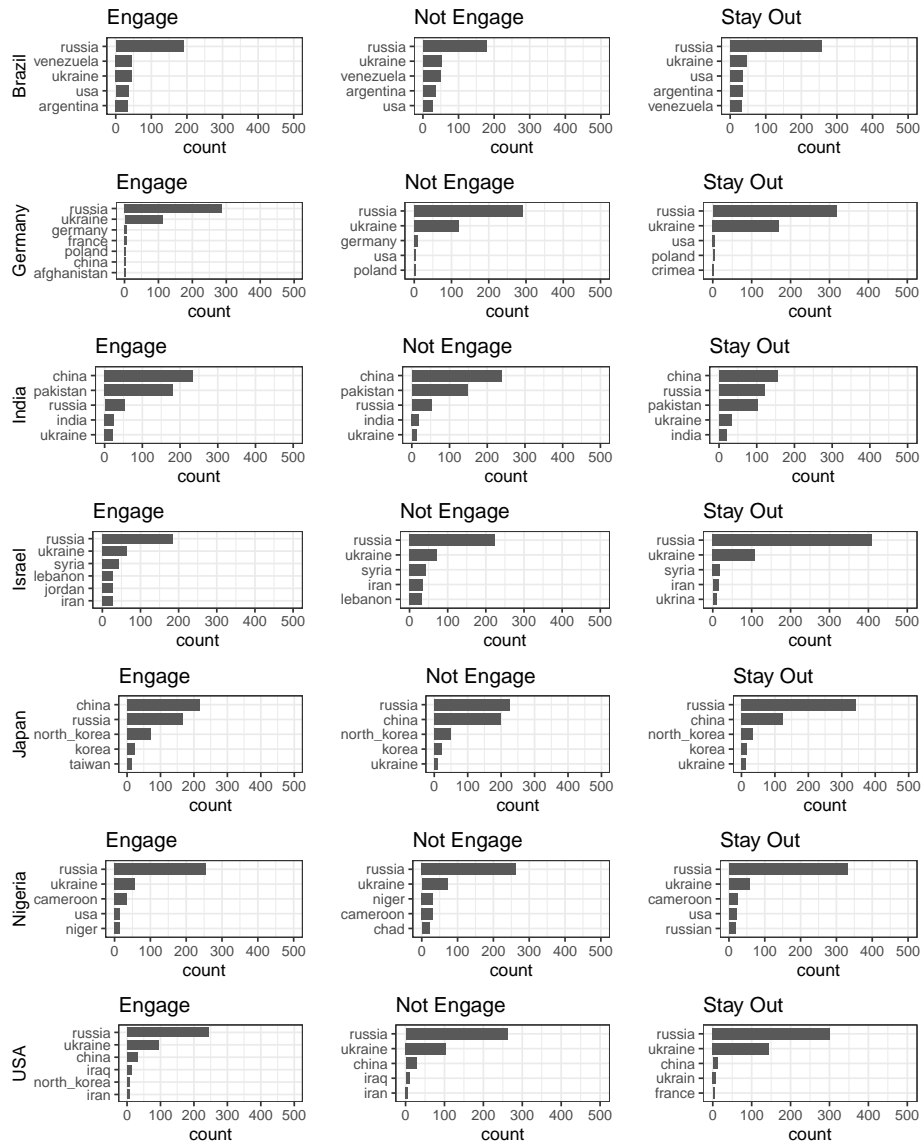 Engage Not Engage Stay Out
Brazil
russia
venezuela
ukraine
usa
argentina
0 100 200 300 400 500
count
russia
ukraine
venezuela
argentina
usa
0 100 200 300 400 500
count
russia
ukraine
usa
argentina
venezuela
0 100 200 300 400 500
count
Engage Not Engage Stay Out
Germany
russia
ukraine
germany
france
poland
china
afghanistan
0 100 200 300 400 500
count
russia
ukraine
germany
usa
poland
0 100 200 300 400 500
count
russia
ukraine
usa
poland
crimea
0 100 200 300 400 500
count
Engage Not Engage Stay Out
India
china
pakistan
russia
india
ukraine
0 100 200 300 400 500
count
china
pakistan
russia
india
ukraine
0 100 200 300 400 500
count
china
russia
pakistan
ukraine
india
0 100 200 300 400 500
count
Engage Not Engage Stay Out
Israel
russia
ukraine
syria
lebanon
jordan
iran
0 100 200 300 400 500
count
russia
ukraine
syria
iran
lebanon
0 100 200 300 400 500
count
russia
ukraine
syria
iran
ukrina
0 100 200 300 400 500
count
Engage Not Engage Stay Out
Japan
china
russia
north_korea
korea
taiwan
0 100 200 300 400 500
count
russia
china
north_korea
korea
ukraine
0 100 200 300 400 500
count
russia
china
north_korea
korea
ukraine
0 100 200 300 400 500
count
Engage Not Engage Stay Out
Nigeria
russia
ukraine
cameroon
usa
niger
0 100 200 300 400 500
count
russia
ukraine
niger
cameroon
chad
0 100 200 300 400 500
count
russia
ukraine
cameroon
usa
russian
0 100 200 300 400 500
count
Engage Not Engage Stay Out
USA
russia
ukraine
china
iraq
north_korea
iran
0 100 200 300 400 500
count
russia
ukraine
china
iraq
iran
0 100 200 300 400 500
count
russia
ukraine
china
ukrain
france
0 100 200 300 400 500
count